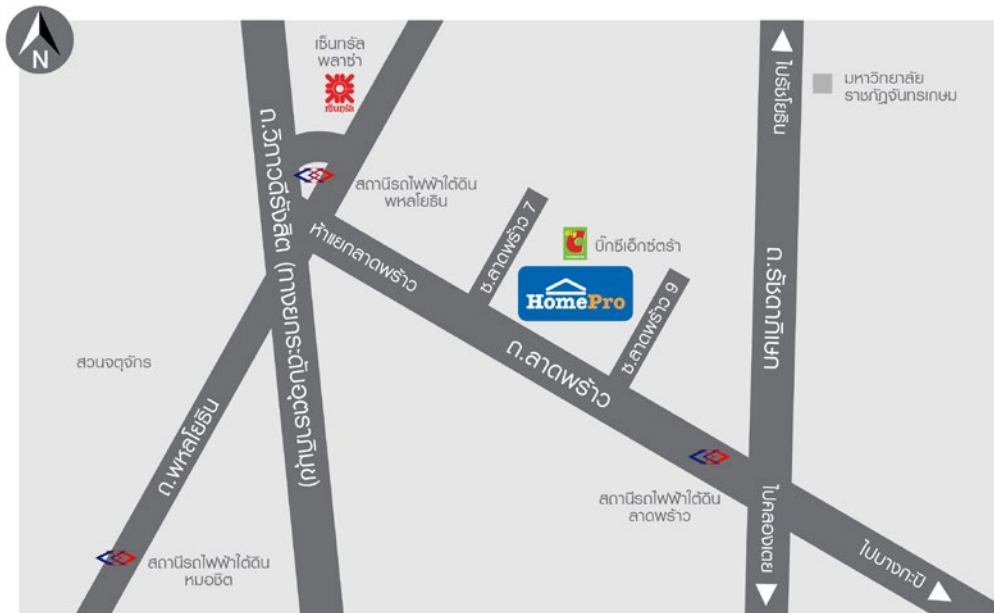 N
เซ็นทรัล
พลาซ่า
เซ็นทรัล
ไปรัชโยธิน
มหาวิทยาลัย
ราชภัฏจันทรเกษม
ถ.วิภาวดีรังสิต (ทางยกระดับอุตราภิมุข)
สถานีรถไฟฟ้าใต้ดิน
พหลโยธิน
ห้าแยกลาดพร้าว
ซ.ลาดพร้าว 7
Big C
บิ๊กซีเอ็กซ์ตร้า
HomePro
ซ.ลาดพร้าว 9
ถ.รัชดาภิเษก
สวนจตุจักร
ถ.ลาดพร้าว
ถ.พหลโยธิน
สถานีรถไฟฟ้าใต้ดิน
ลาดพร้าว
ไปคลองเตย
ไปบางกะปิ
สถานีรถไฟฟ้าใต้ดิน
หมอชิต